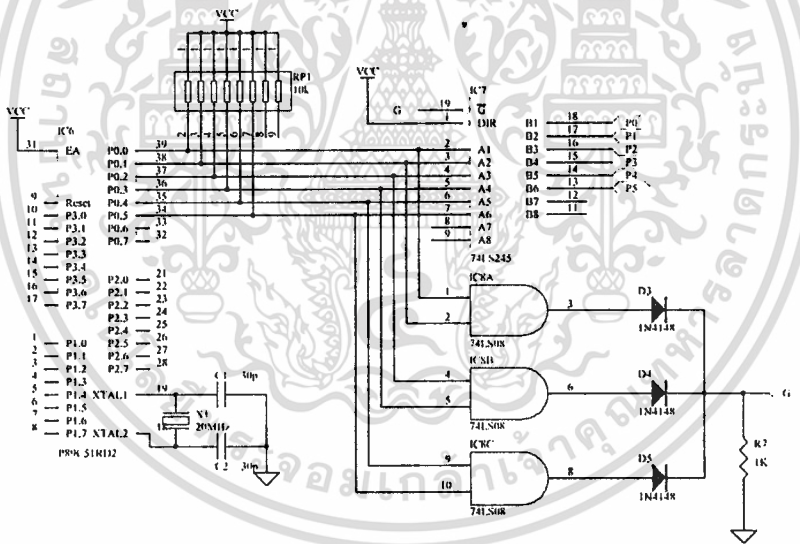 VCC
RP1
10k
2 3 4 5 6 7 8 9
VCC
IC6
31 EA
P0.0 39
P0.1 38
P0.2 37
P0.3 36
P0.4 35
P0.5 34
P0.6 33
P0.7 32
9 Reset
10 P3.0
11 P3.1
12 P3.2
13 P3.3
14 P3.4
15 P3.5
16 P3.6
17 P3.7
P2.0 21
P2.1 22
P2.2 23
P2.3 24
P2.4 25
P2.5 26
P2.6 27
P2.7 28
1 P1.0
2 P1.1
3 P1.2
4 P1.3
5 P1.4 XTAL1 19
6 P1.5
7 P1.6
8 P1.7 XTAL2 18
P89C51RD2
C1 30p
X1
20MHz
C2 30p
VCC
IC7
G 19 G
1 DIR
2 A1
3 A2
4 A3
5 A4
6 A5
7 A6
8 A7
9 A8
74LS245
B1 18 P0
B2 17 P1
B3 16 P2
B4 15 P3
B5 14 P4
B6 13 P5
B7 12
B8 11
IC8A
1
2
3
74LS08
D3
1N4148
IC8B
4
5
6
74LS08
D4
1N4148
G
IC8C
9
10
8
74LS08
D5
1N4148
1K